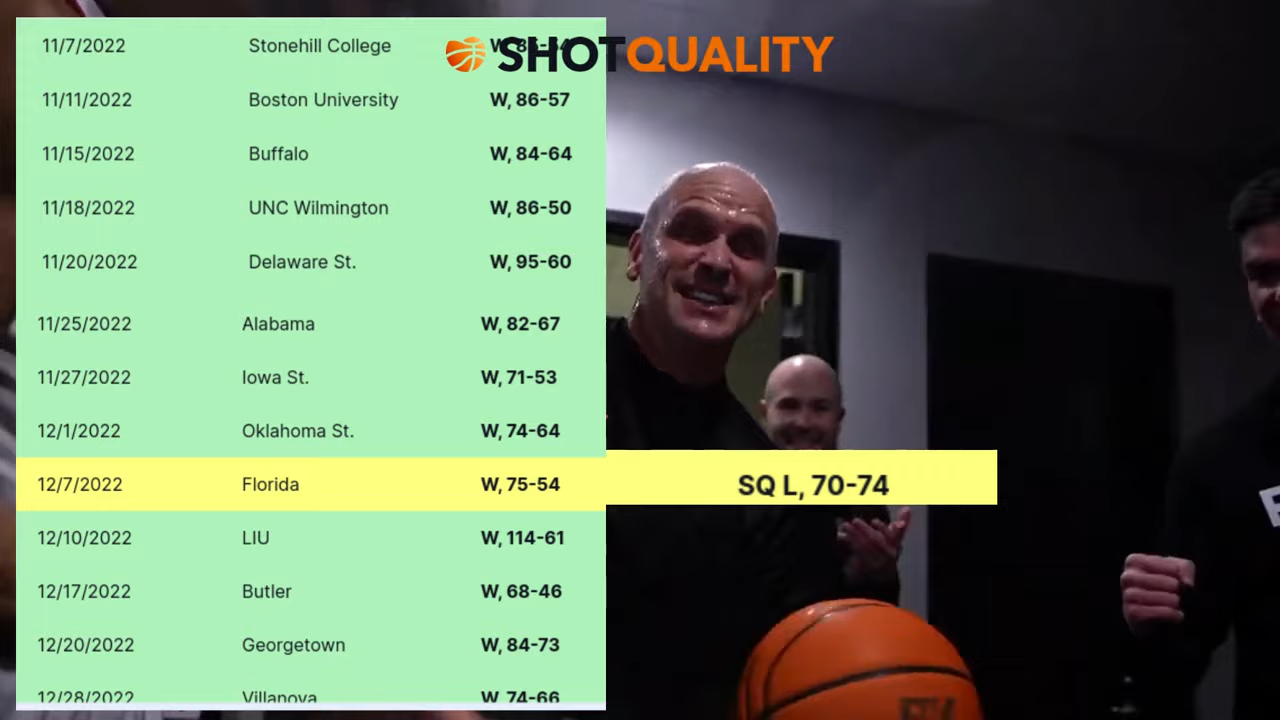 SHOTQUALITY
11/7/2022 Stonehill College W,
11/11/2022 Boston University W, 86-57
11/15/2022 Buffalo W, 84-64
11/18/2022 UNC Wilmington W, 86-50
11/20/2022 Delaware St. W, 95-60
11/25/2022 Alabama W, 82-67
11/27/2022 Iowa St. W, 71-53
12/1/2022 Oklahoma St. W, 74-64
12/7/2022 Florida W, 75-54 SQ L, 70-74
12/10/2022 LIU W, 114-61
12/17/2022 Butler W, 68-46
12/20/2022 Georgetown W, 84-73
12/28/2022 Villanova W, 74-66